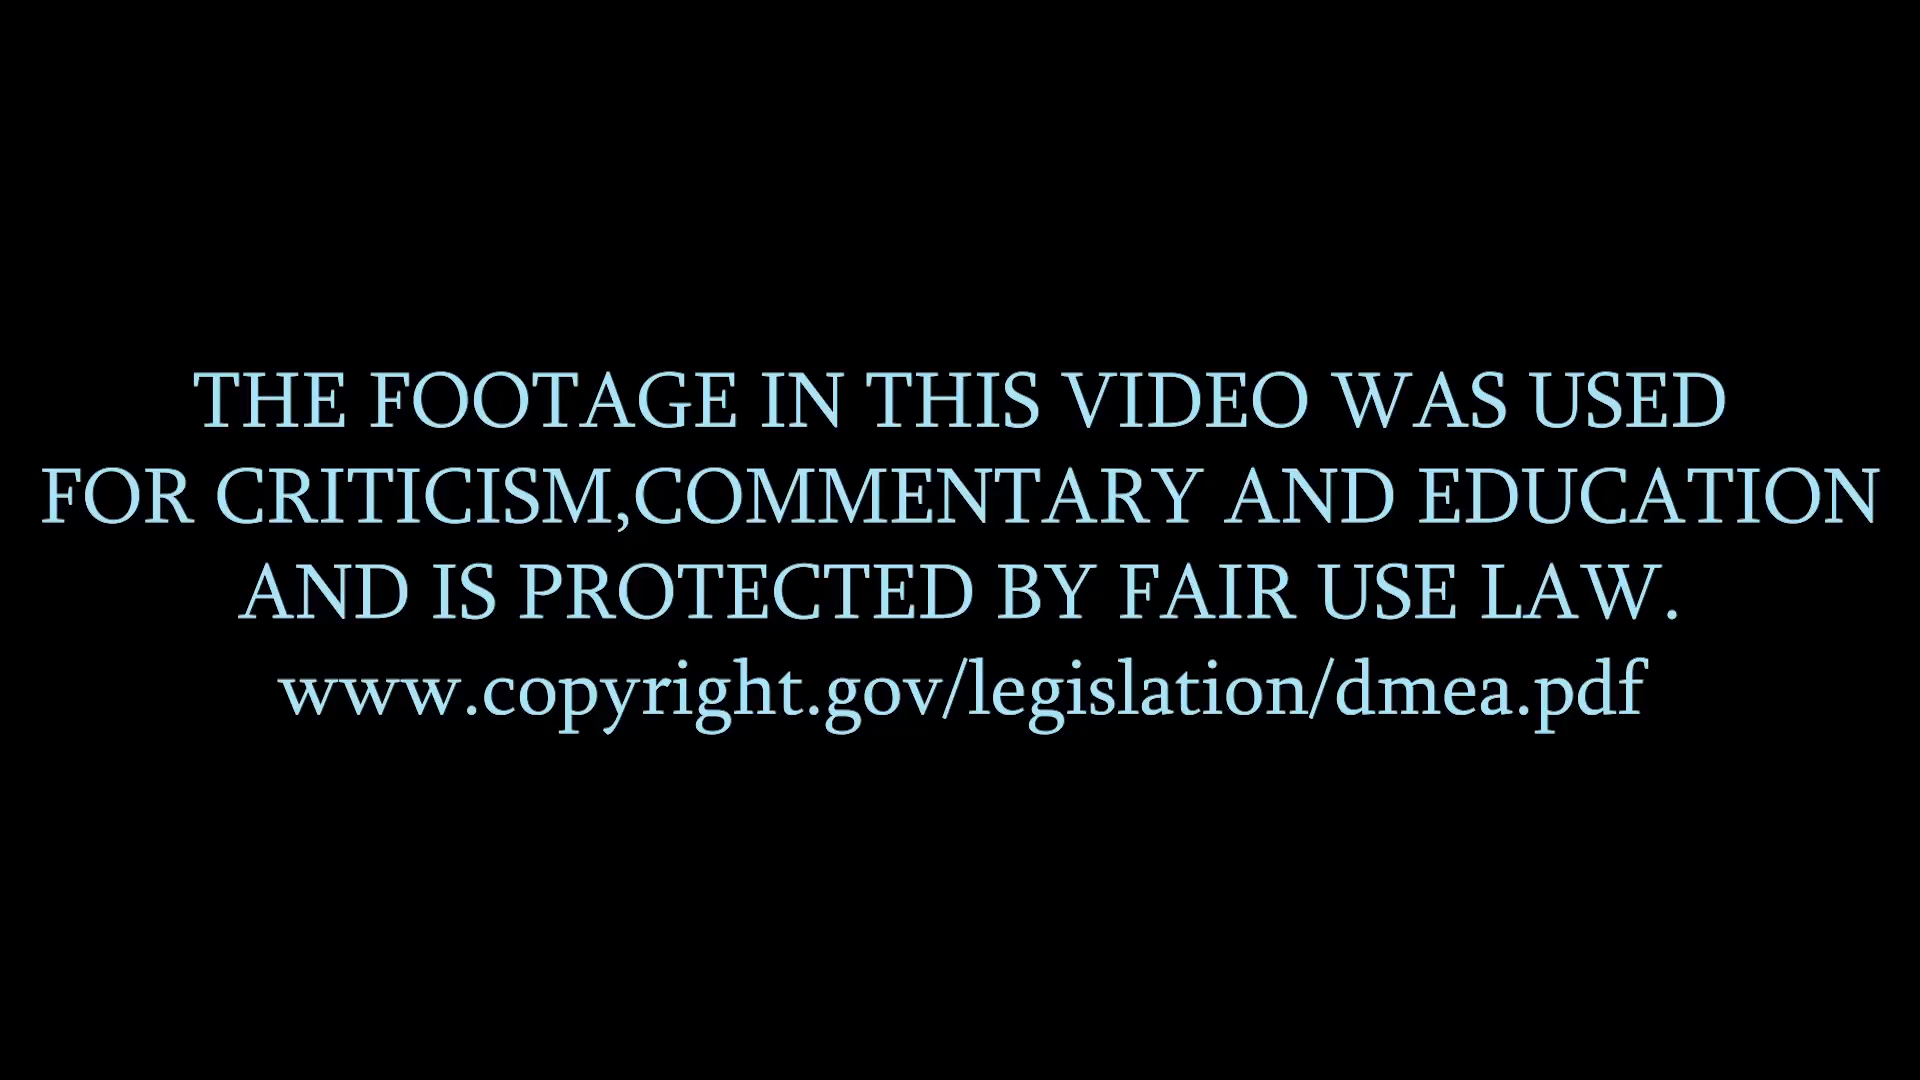 THE FOOTAGE IN THIS VIDEO WAS USED
FOR CRITICISM,COMMENTARY AND EDUCATION
AND IS PROTECTED BY FAIR USE LAW.
www.copyright.gov/legislation/dmea.pdf